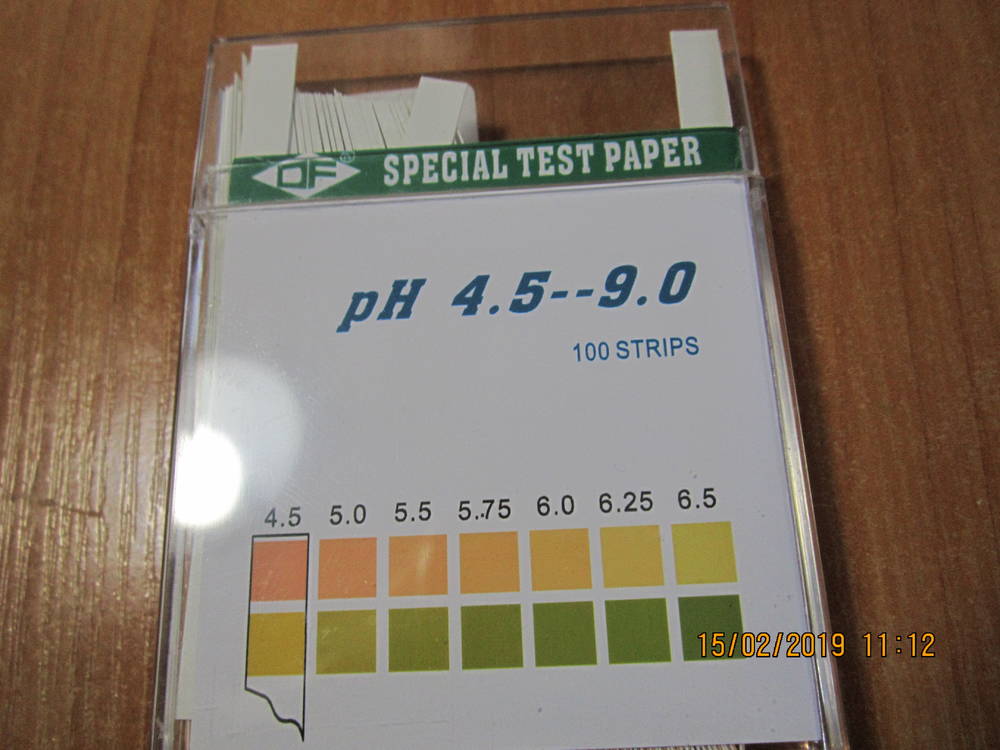 DF® SPECIAL TEST PAPER
pH 4.5--9.0
100 STRIPS
4.5 5.0 5.5 5.75 6.0 6.25 6.5
15/02/2019 11:12